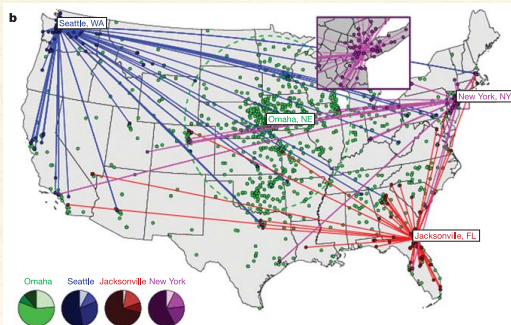 b
Seattle, WA
New York, NY
Omaha, NE
Jacksonville, FL
Omaha Seattle Jacksonville New York